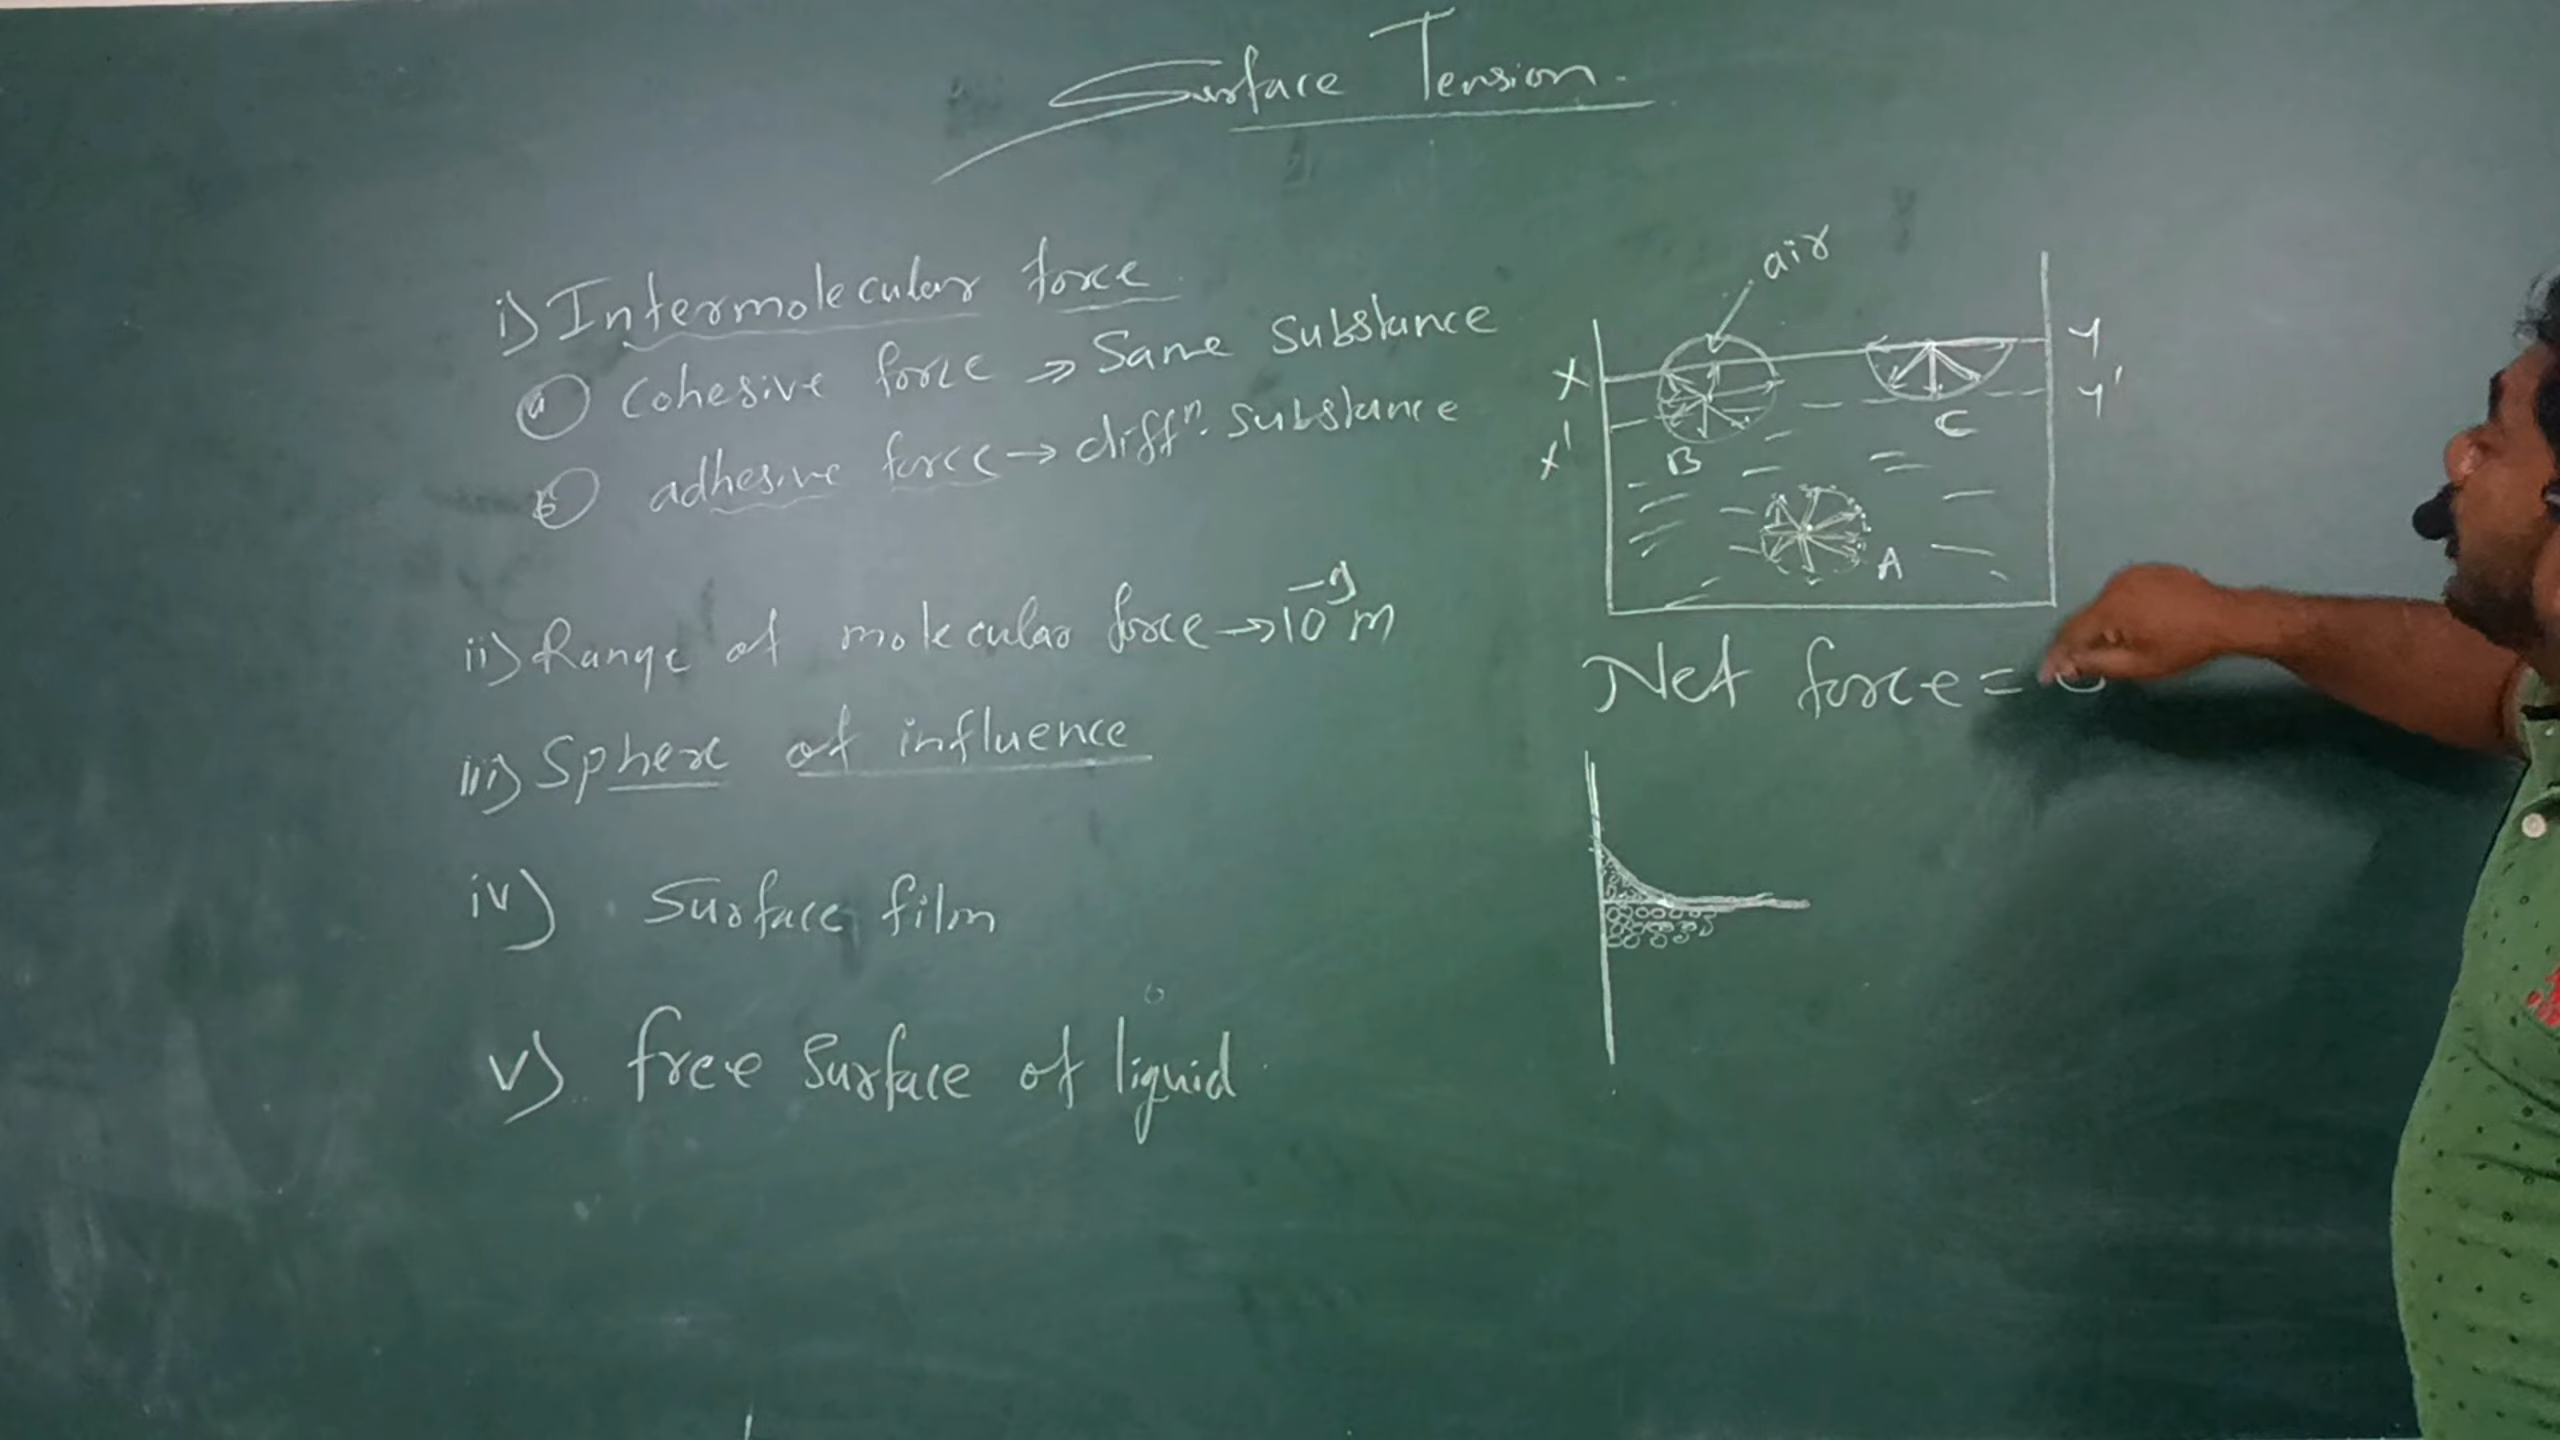 Surface Tension.
i) Intermolecular force
a) Cohesive force → Same substance
b) adhesive force → diffⁿ. substance
ii) Range of molecular force → 10⁻⁹m
iii) Sphere of influence
iv) Surface film
v) free surface of liquid
air
X
Y
X'
Y'
B
C
A
Net force =